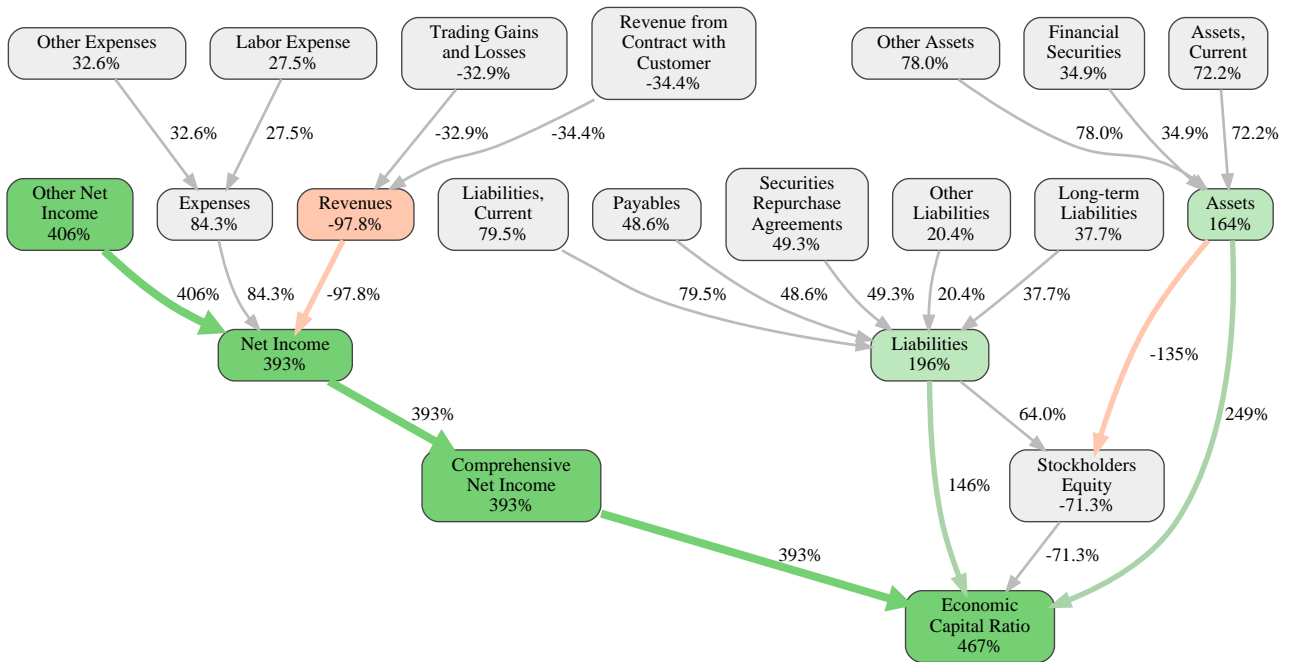 Other Expenses
32.6%
Labor Expense
27.5%
Trading Gains
and Losses
-32.9%
Revenue from
Contract with
Customer
-34.4%
Other Assets
78.0%
Financial
Securities
34.9%
Assets,
Current
72.2%
32.6%
27.5%
-32.9%
-34.4%
78.0%
34.9%
72.2%
Other Net
Income
406%
Expenses
84.3%
Revenues
-97.8%
Liabilities,
Current
79.5%
Payables
48.6%
Securities
Repurchase
Agreements
49.3%
Other
Liabilities
20.4%
Long-term
Liabilities
37.7%
Assets
164%
406%
84.3%
-97.8%
79.5%
48.6%
49.3%
20.4%
37.7%
Net Income
393%
Liabilities
196%
-135%
393%
64.0%
249%
Comprehensive
Net Income
393%
146%
Stockholders
Equity
-71.3%
393%
-71.3%
Economic
Capital Ratio
467%